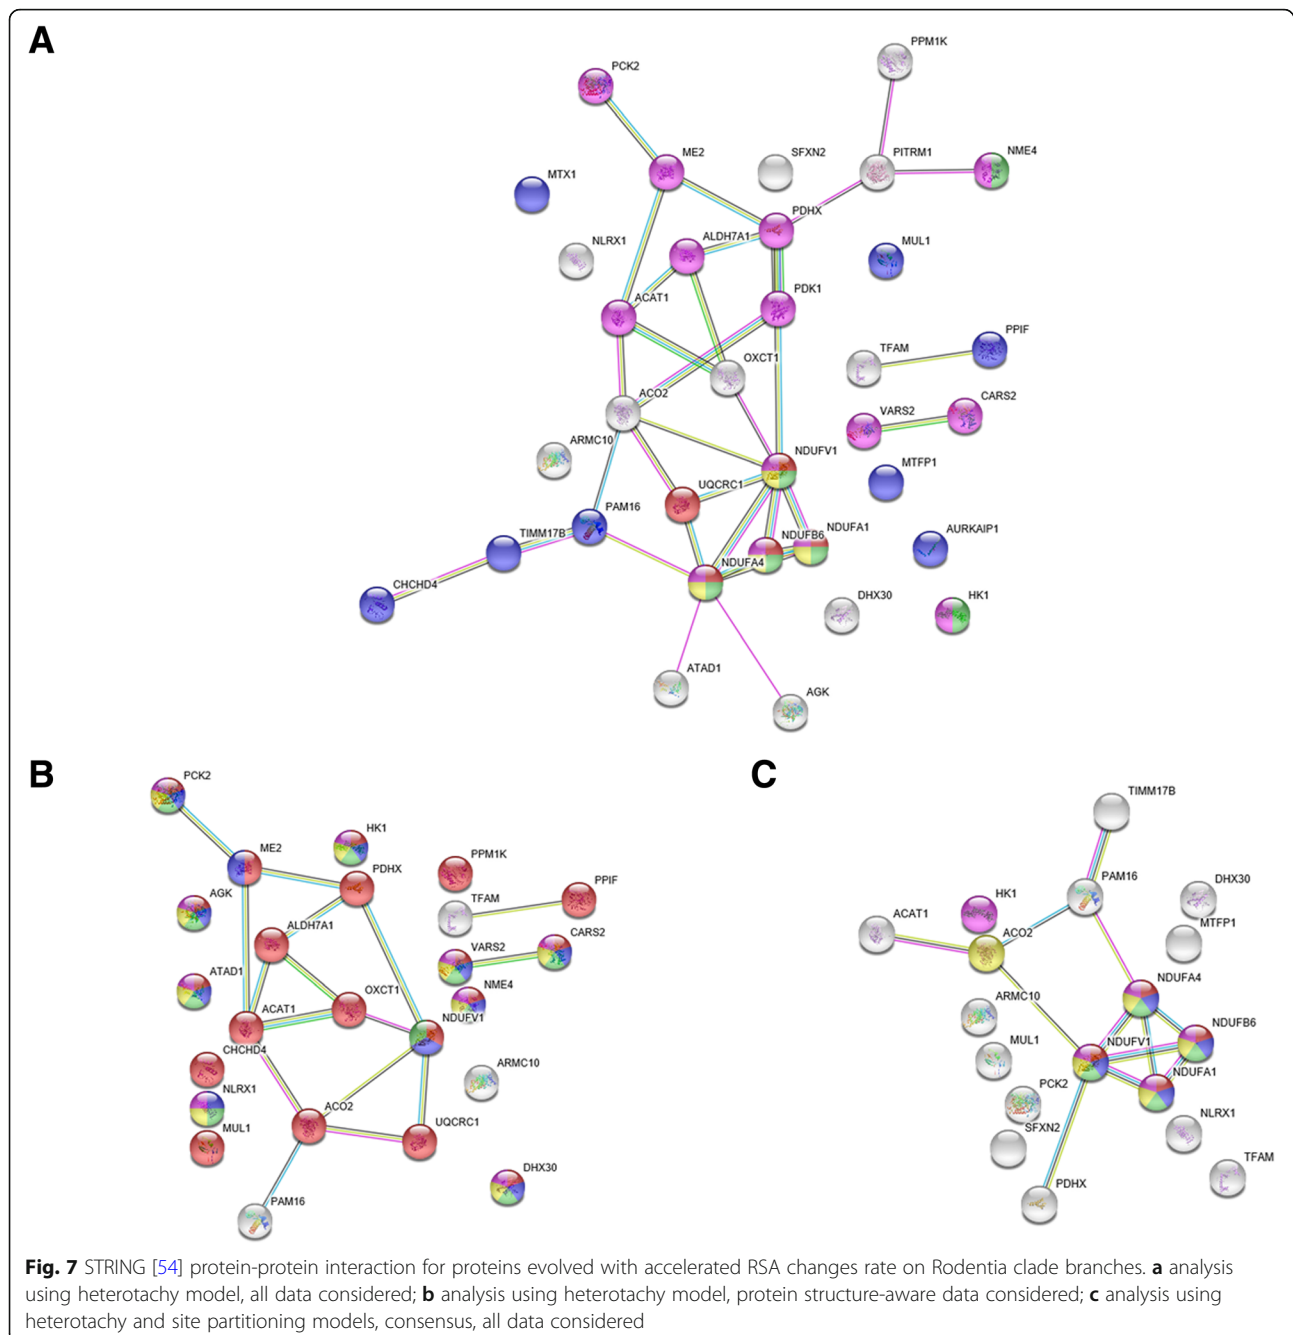 A
PPM1K
PCK2
ME2
SFXN2
PITRM1
NME4
MTX1
PDHX
NLRX1
ALDH7A1
MUL1
ACAT1
PDK1
PPIF
TFAM
OXCT1
ACO2
CARS2
VARS2
ARMC10
NDUFV1
MTFP1
UQCRC1
PAM16
TIMM17B
NDUFA1
NDUFB6
AURKAIP1
NDUFA4
CHCHD4
DHX30
HK1
ATAD1
AGK
B
PCK2
HK1
ME2
PDHX
PPM1K
PPIF
AGK
TFAM
ALDH7A1
VARS2
CARS2
ATAD1
NME4
OXCT1
ACAT1
NDUFV1
CHCHD4
ARMC10
NLRX1
ACO2
UQCRC1
MUL1
DHX30
PAM16
C
TIMM17B
PAM16
DHX30
HK1
ACAT1
ACO2
MTFP1
NDUFA4
ARMC10
NDUFB6
MUL1
NDUFV1
NDUFA1
PCK2
NLRX1
SFXN2
TFAM
PDHX
Fig. 7 STRING [54] protein-protein interaction for proteins evolved with accelerated RSA changes rate on Rodentia clade branches. a analysis
using heterotachy model, all data considered; b analysis using heterotachy model, protein structure-aware data considered; c analysis using
heterotachy and site partitioning models, consensus, all data considered